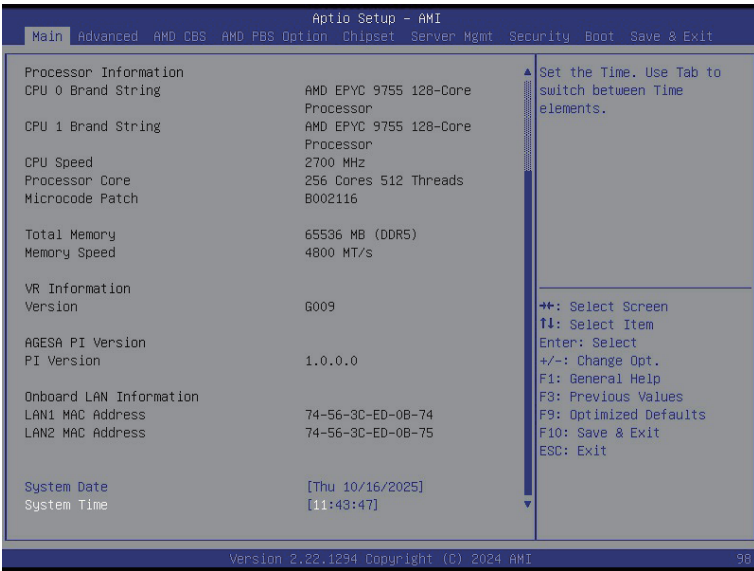 Aptio Setup – AMI
Main Advanced AMD CBS AMD PBS Option Chipset Server Mgmt Security Boot Save & Exit
Processor Information
CPU 0 Brand String AMD EPYC 9755 128-Core
Processor
CPU 1 Brand String AMD EPYC 9755 128-Core
Processor
CPU Speed 2700 MHz
Processor Core 256 Cores 512 Threads
Microcode Patch B002116
Total Memory 65536 MB (DDR5)
Memory Speed 4800 MT/s
VR Information
Version G009
AGESA PI Version
PI Version 1.0.0.0
Onboard LAN Information
LAN1 MAC Address 74-56-3C-ED-0B-74
LAN2 MAC Address 74-56-3C-ED-0B-75
System Date [Thu 10/16/2025]
System Time [11:43:47]
Set the Time. Use Tab to
switch between Time
elements.
→←: Select Screen
↑↓: Select Item
Enter: Select
+/-: Change Opt.
F1: General Help
F3: Previous Values
F9: Optimized Defaults
F10: Save & Exit
ESC: Exit
Version 2.22.1294 Copyright (C) 2024 AMI
98